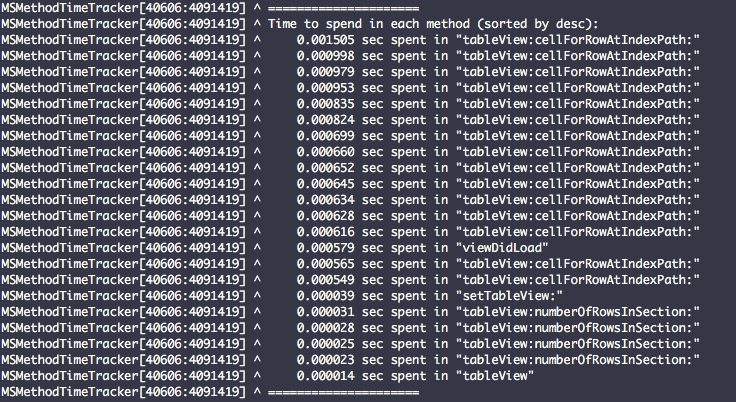 MSMethodTimeTracker[40606:4091419] ^ ======================
MSMethodTimeTracker[40606:4091419] ^ Time to spend in each method (sorted by desc):
MSMethodTimeTracker[40606:4091419] ^     0.001505 sec spent in "tableView:cellForRowAtIndexPath:"
MSMethodTimeTracker[40606:4091419] ^     0.000998 sec spent in "tableView:cellForRowAtIndexPath:"
MSMethodTimeTracker[40606:4091419] ^     0.000979 sec spent in "tableView:cellForRowAtIndexPath:"
MSMethodTimeTracker[40606:4091419] ^     0.000953 sec spent in "tableView:cellForRowAtIndexPath:"
MSMethodTimeTracker[40606:4091419] ^     0.000835 sec spent in "tableView:cellForRowAtIndexPath:"
MSMethodTimeTracker[40606:4091419] ^     0.000824 sec spent in "tableView:cellForRowAtIndexPath:"
MSMethodTimeTracker[40606:4091419] ^     0.000699 sec spent in "tableView:cellForRowAtIndexPath:"
MSMethodTimeTracker[40606:4091419] ^     0.000660 sec spent in "tableView:cellForRowAtIndexPath:"
MSMethodTimeTracker[40606:4091419] ^     0.000652 sec spent in "tableView:cellForRowAtIndexPath:"
MSMethodTimeTracker[40606:4091419] ^     0.000645 sec spent in "tableView:cellForRowAtIndexPath:"
MSMethodTimeTracker[40606:4091419] ^     0.000634 sec spent in "tableView:cellForRowAtIndexPath:"
MSMethodTimeTracker[40606:4091419] ^     0.000628 sec spent in "tableView:cellForRowAtIndexPath:"
MSMethodTimeTracker[40606:4091419] ^     0.000616 sec spent in "tableView:cellForRowAtIndexPath:"
MSMethodTimeTracker[40606:4091419] ^     0.000579 sec spent in "viewDidLoad"
MSMethodTimeTracker[40606:4091419] ^     0.000565 sec spent in "tableView:cellForRowAtIndexPath:"
MSMethodTimeTracker[40606:4091419] ^     0.000549 sec spent in "tableView:cellForRowAtIndexPath:"
MSMethodTimeTracker[40606:4091419] ^     0.000039 sec spent in "setTableView:"
MSMethodTimeTracker[40606:4091419] ^     0.000031 sec spent in "tableView:numberOfRowsInSection:"
MSMethodTimeTracker[40606:4091419] ^     0.000028 sec spent in "tableView:numberOfRowsInSection:"
MSMethodTimeTracker[40606:4091419] ^     0.000025 sec spent in "tableView:numberOfRowsInSection:"
MSMethodTimeTracker[40606:4091419] ^     0.000023 sec spent in "tableView:numberOfRowsInSection:"
MSMethodTimeTracker[40606:4091419] ^     0.000014 sec spent in "tableView"
MSMethodTimeTracker[40606:4091419] ^ ======================